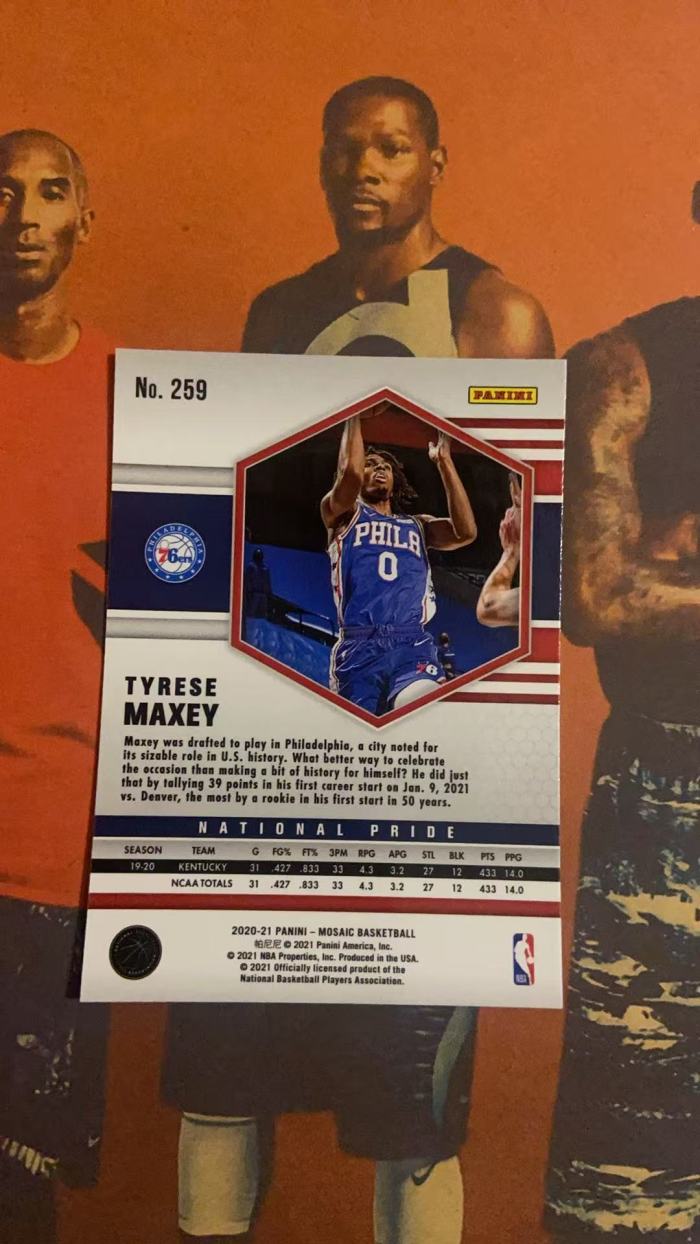 No. 259
PANINI
PHILADELPHIA
76ers
PHILA
0
76
TYRESE
MAXEY
Maxey was drafted to play in Philadelphia, a city noted for
its sizable role in U.S. history. What better way to celebrate
the occasion than making a bit of history for himself? He did just
that by tallying 39 points in his first career start on Jan. 9, 2021
vs. Denver, the most by a rookie in his first start in 50 years.
NATIONAL PRIDE
SEASON TEAM G FG% FT% 3PM RPG APG STL BLK PTS PPG
19-20 KENTUCKY 31 .427 .833 33 4.3 3.2 27 12 433 14.0
NCAA TOTALS 31 .427 .833 33 4.3 3.2 27 12 433 14.0
2020-21 PANINI – MOSAIC BASKETBALL
帕尼尼 © 2021 Panini America, Inc.
© 2021 NBA Properties, Inc. Produced in the USA.
© 2021 Officially licensed product of the
National Basketball Players Association.
NBA